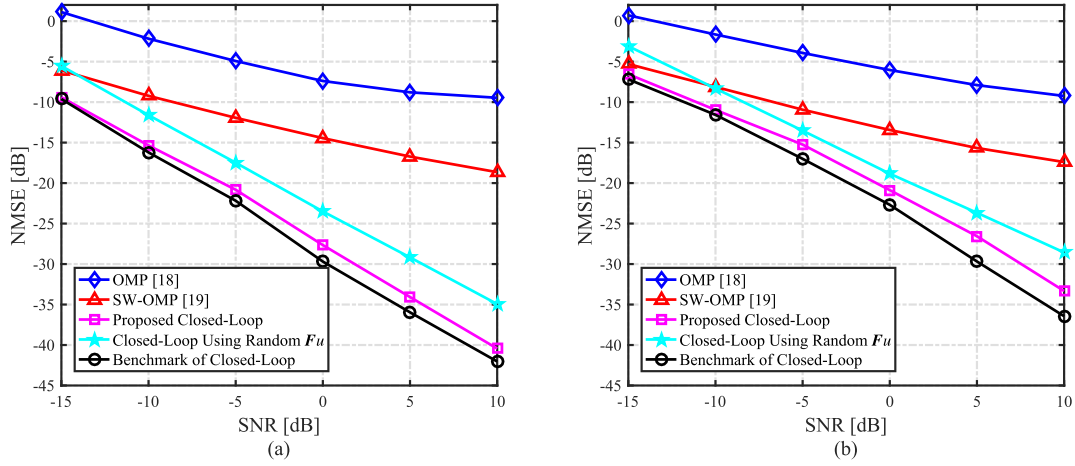 0
-5
-10
-15
-20
-25
-30
-35
-40
-45
NMSE [dB]
OMP [18]
SW-OMP [19]
Proposed Closed-Loop
Closed-Loop Using Random Fu
Benchmark of Closed-Loop
-15 -10 -5 0 5 10
SNR [dB]
(a)
0
-5
-10
-15
-20
-25
-30
-35
-40
-45
NMSE [dB]
OMP [18]
SW-OMP [19]
Proposed Closed-Loop
Closed-Loop Using Random Fu
Benchmark of Closed-Loop
-15 -10 -5 0 5 10
SNR [dB]
(b)